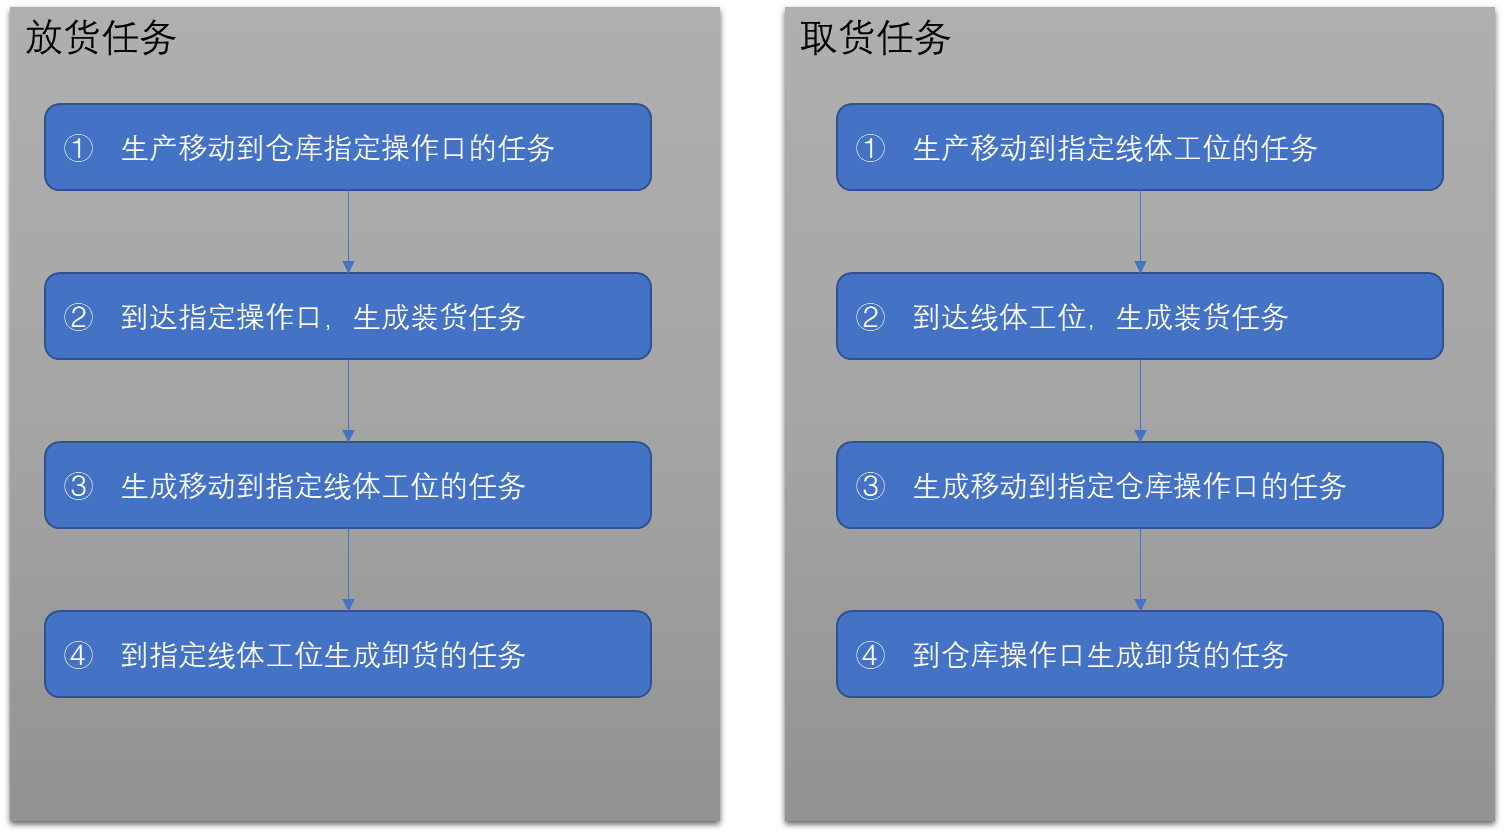 放货任务
① 生产移动到仓库指定操作口的任务
② 到达指定操作口，生成装货任务
③ 生成移动到指定线体工位的任务
④ 到指定线体工位生成卸货的任务
取货任务
① 生产移动到指定线体工位的任务
② 到达线体工位，生成装货任务
③ 生成移动到指定仓库操作口的任务
④ 到仓库操作口生成卸货的任务